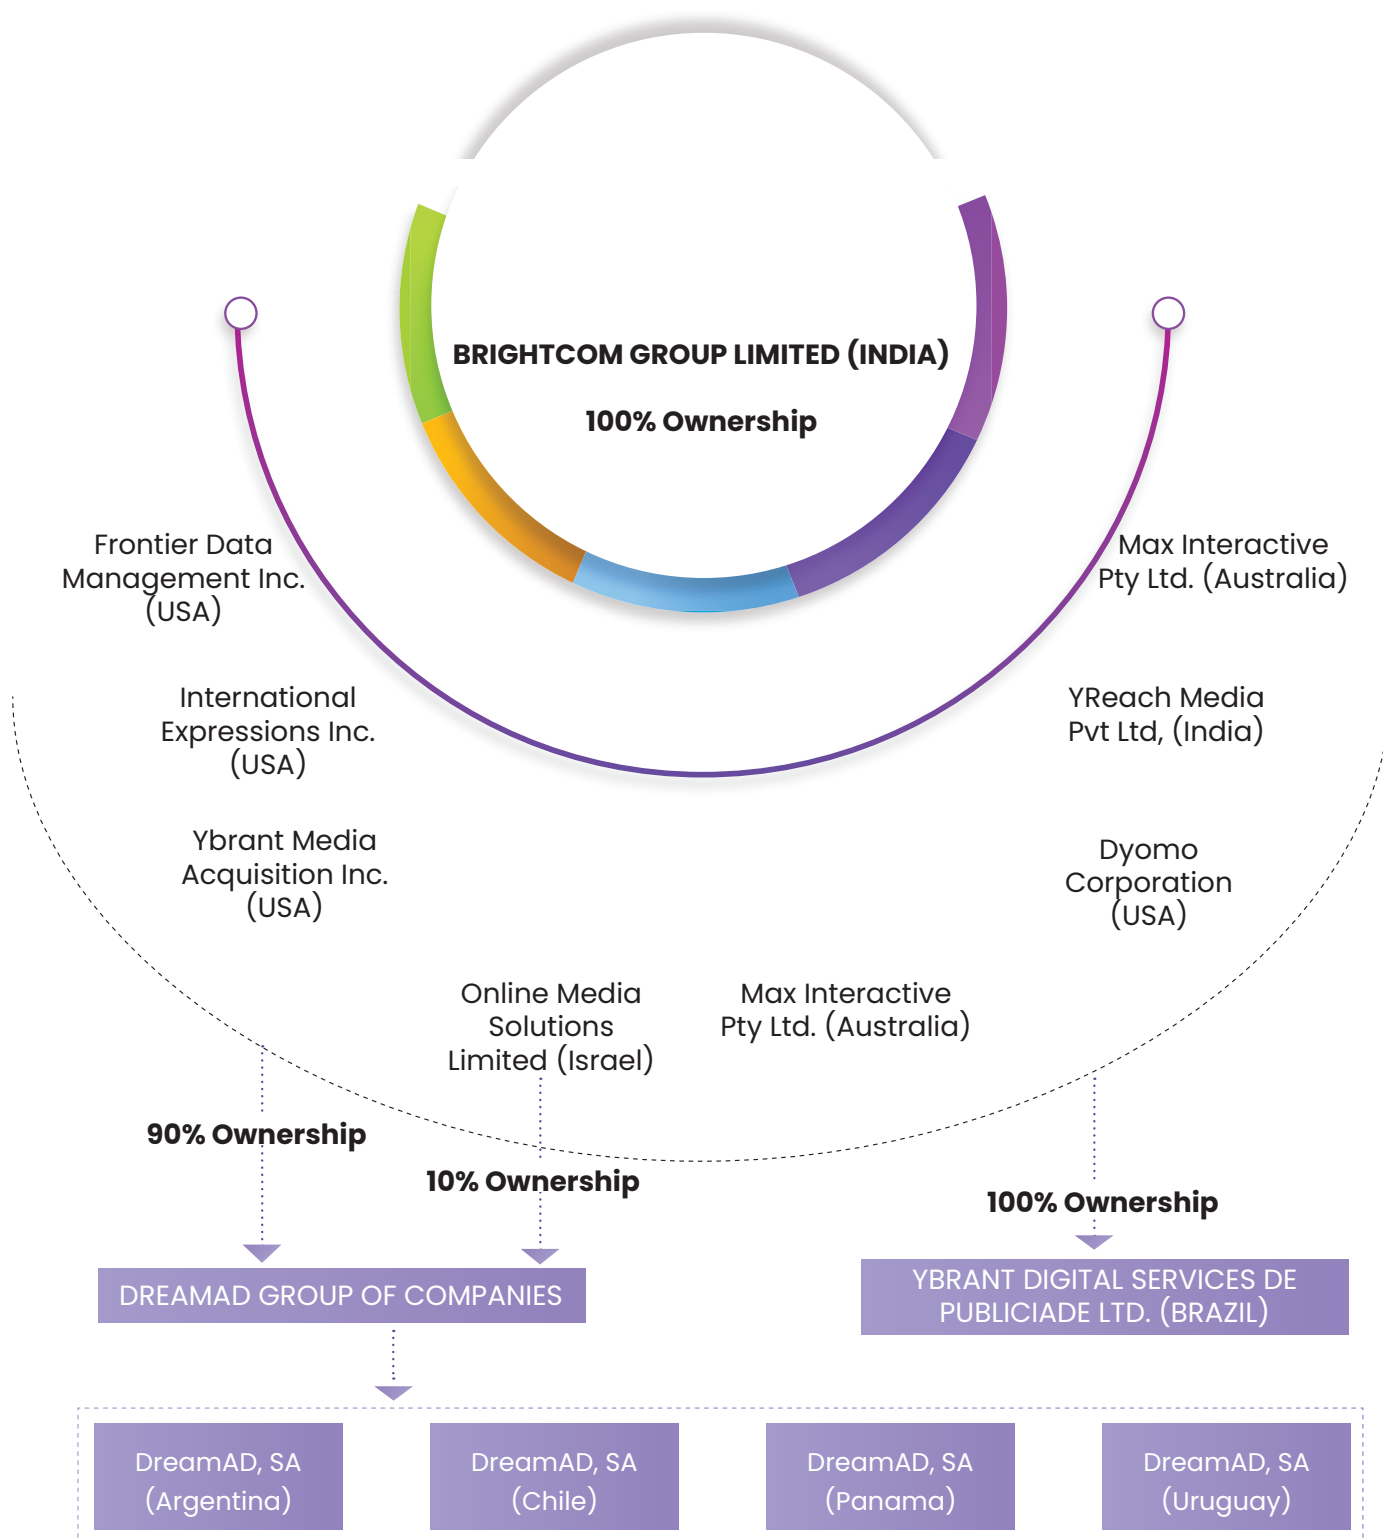 BRIGHTCOM GROUP LIMITED (INDIA)
100% Ownership
Frontier Data
Management Inc.
(USA)
Max Interactive
Pty Ltd. (Australia)
International
Expressions Inc.
(USA)
YReach Media
Pvt Ltd, (India)
Ybrant Media
Acquisition Inc.
(USA)
Dyomo
Corporation
(USA)
Online Media
Solutions
Limited (Israel)
Max Interactive
Pty Ltd. (Australia)
90% Ownership
10% Ownership
100% Ownership
DREAMAD GROUP OF COMPANIES
YBRANT DIGITAL SERVICES DE
PUBLICIADE LTD. (BRAZIL)
DreamAD, SA
(Argentina)
DreamAD, SA
(Chile)
DreamAD, SA
(Panama)
DreamAD, SA
(Uruguay)